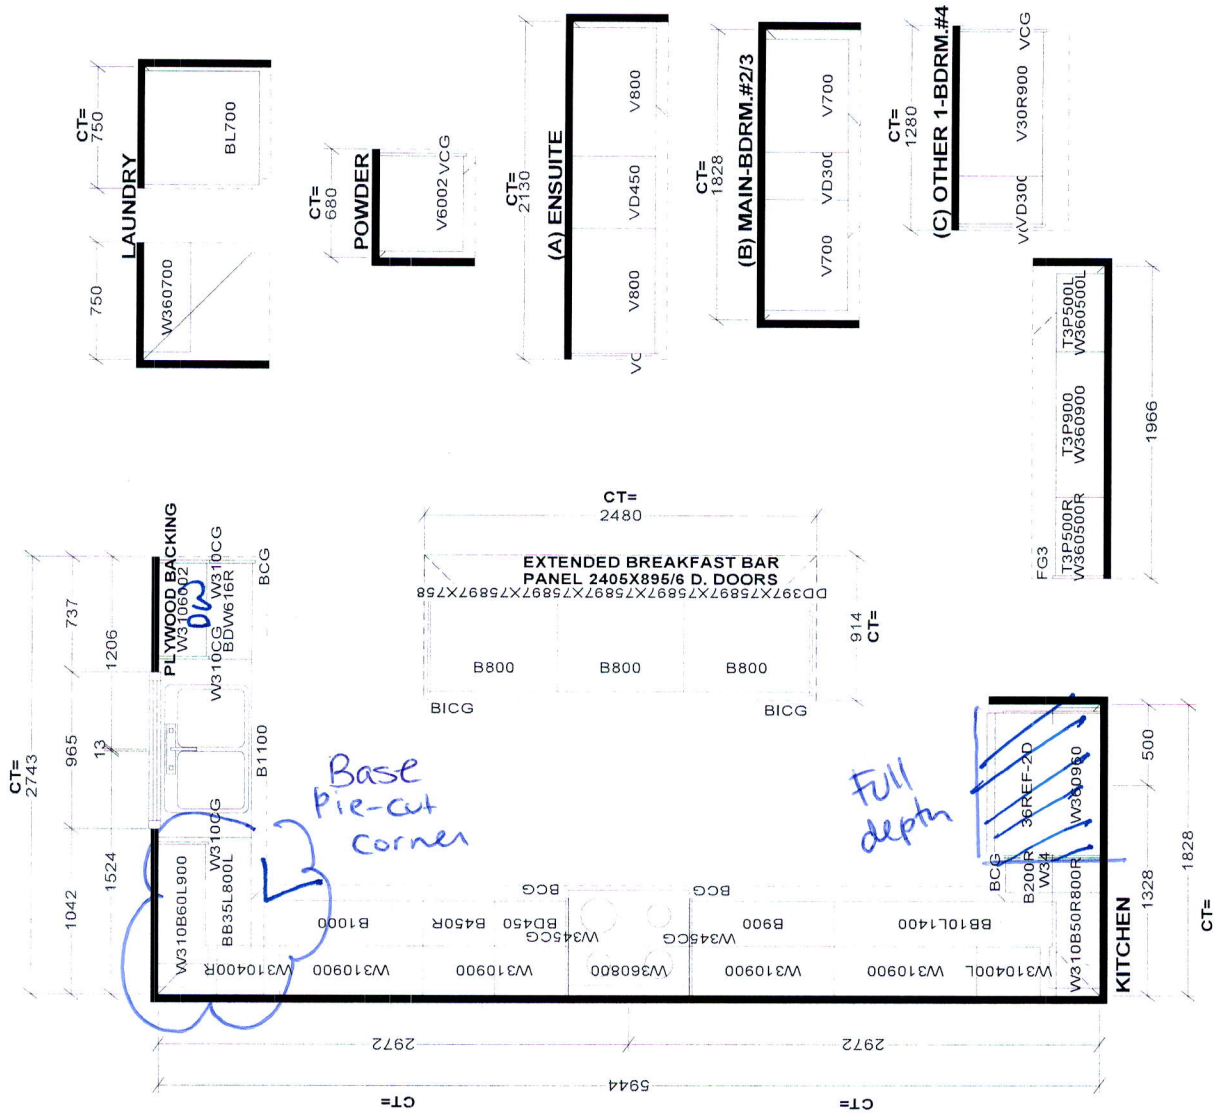 LAUNDRY
CT=
750
BL700
750
W360700
POWDER
CT=
680
V6002
VCG
(A) ENSUITE
CT=
2130
V800
VD450
V800
(B) MAIN-BDRM.#2/3
CT=
1828
V700
VD300
V700
(C) OTHER 1-BDRM.#4
CT=
1280
VCG
V30R900
VD300
1966
T3P500L
W360500L
T3P900
W360900
T3P500R
W360500R
FG3
CT=
2743
737
965
1042
1206
13
1524
PLYWOOD BACKING
W3106002
DW
W310CG
BDW616R
BCG
W310CG
B1100
W310CG
W310B60L900
BB35L800L
Base
Pie-cut
corner
CT=
2480
EXTENDED BREAKFAST BAR
PANEL 2405X895/6 D. DOORS
DD397X758
B800
B800
B800
BICG
BICG
914
CT=
Full
depth
36REF-2D
W360960
BCG
B200R
W34
W310B50R800R
500
1328
1828
CT=
KITCHEN
B1000
B450R
BD450
BCG
W345CG
BCG
W345CG
B900
BB10L1400
W310400R
W310900
W310900
W360800
W310900
W310900
W310400L
2972
2972
5944
CT=
CT=